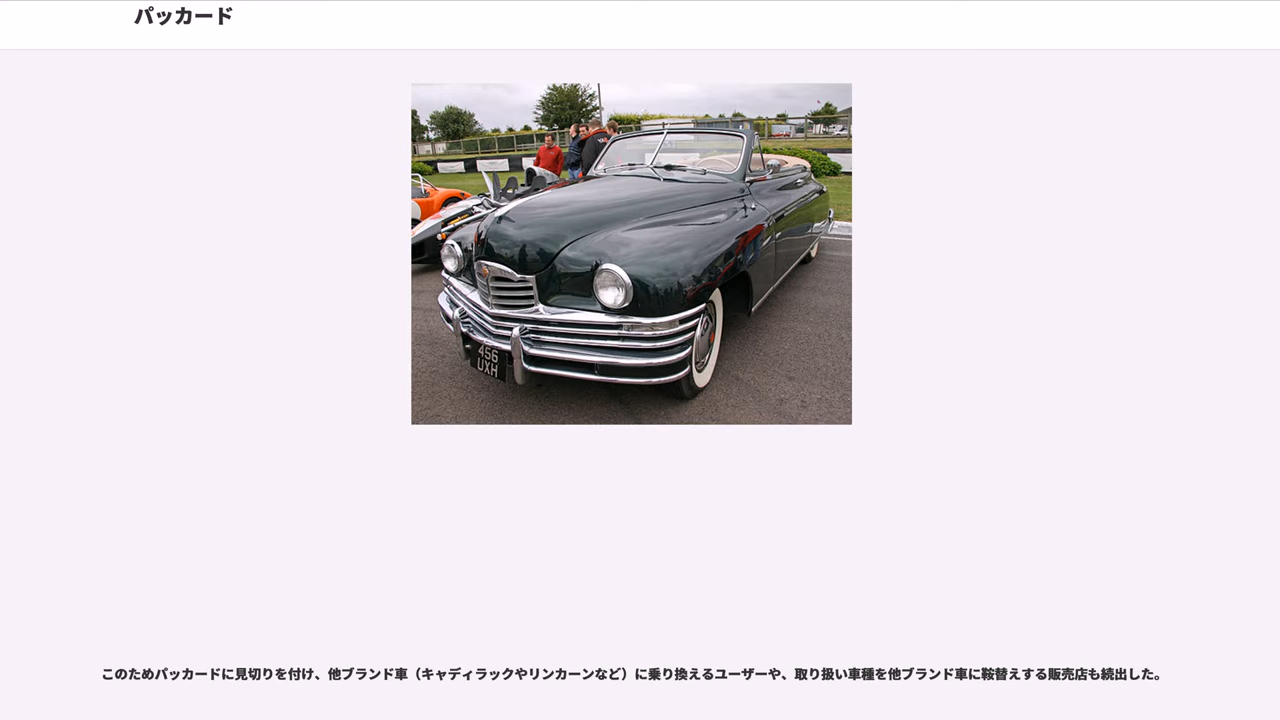 パッカード
456
UXH
このためパッカードに見切りを付け、他ブランド車（キャディラックやリンカーンなど）に乗り換えるユーザーや、取り扱い車種を他ブランド車に鞍替えする販売店も続出した。